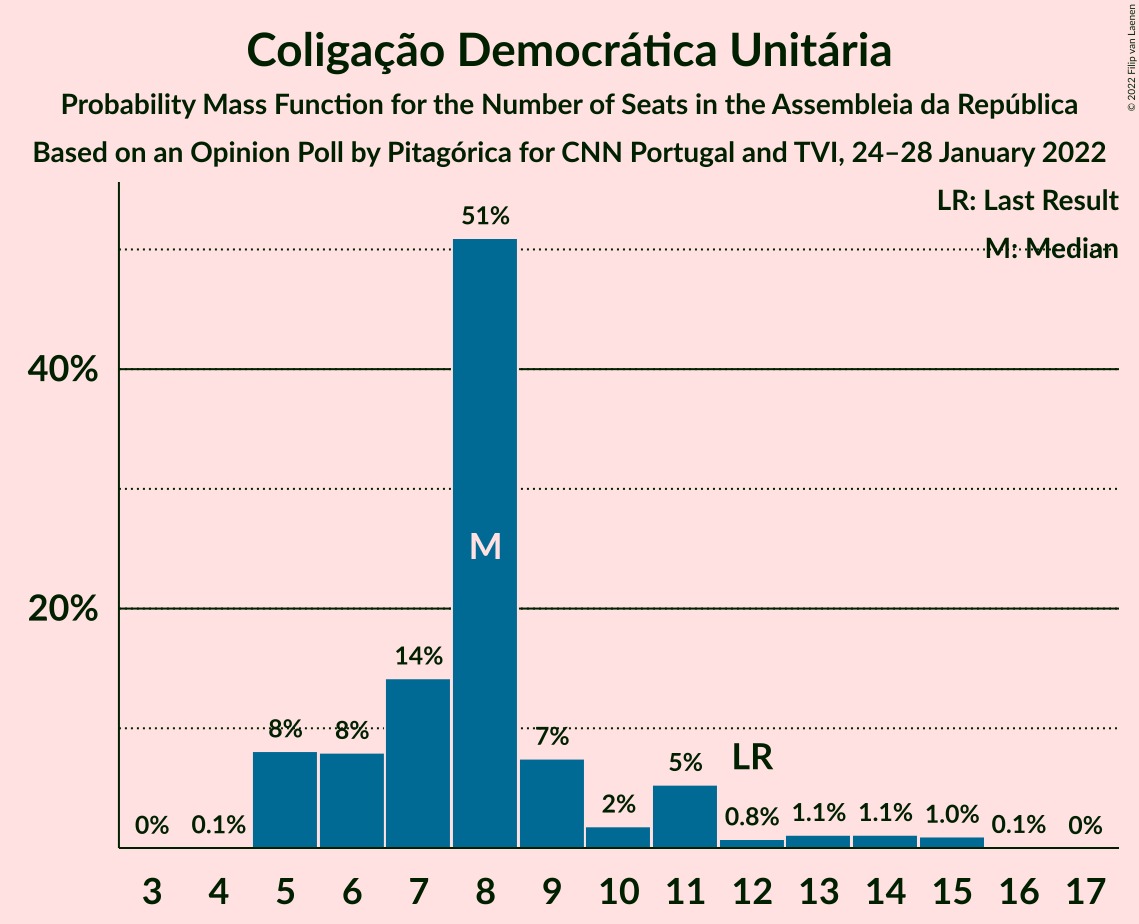 Coligação Democrática Unitária
Probability Mass Function for the Number of Seats in the Assembleia da República
Based on an Opinion Poll by Pitagórica for CNN Portugal and TVI, 24–28 January 2022
© 2022 Filip van Laenen
LR: Last Result
M: Median
51%
40%
M
20%
14%
8% 8% 7% 5% LR
0% 0.1% 2% 0.8% 1.1% 1.1% 1.0% 0.1% 0%
3 4 5 6 7 8 9 10 11 12 13 14 15 16 17